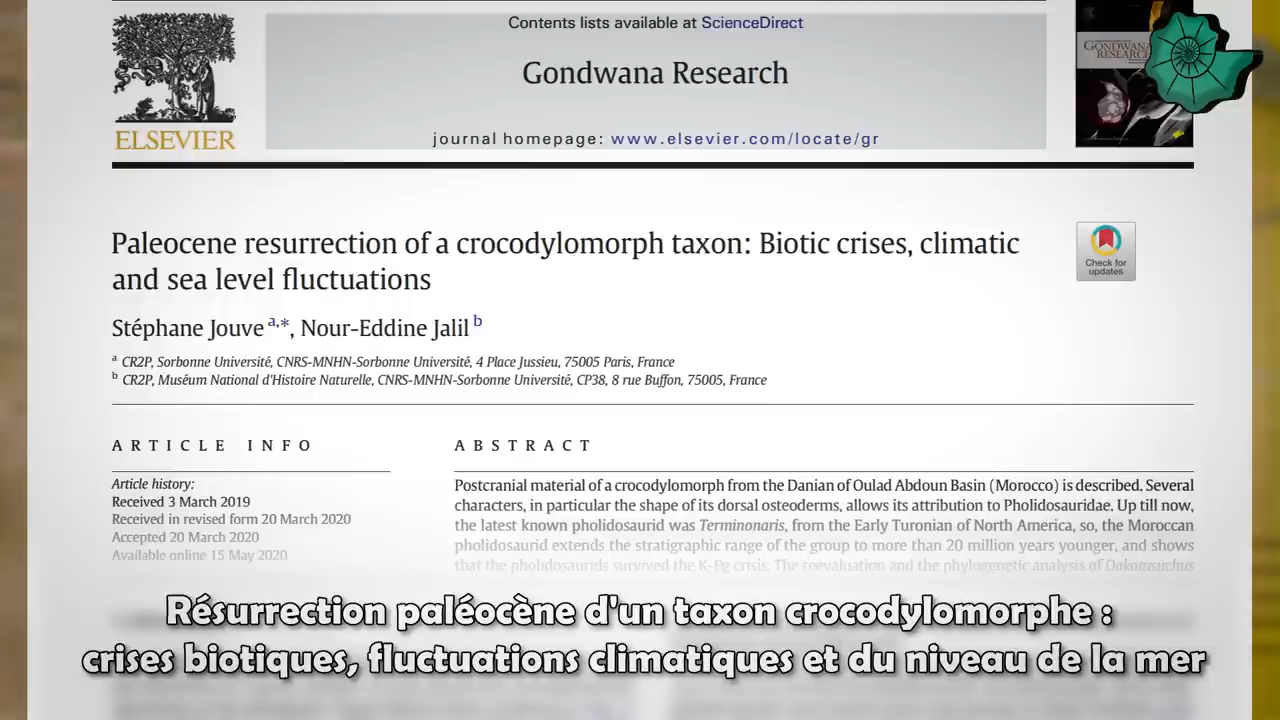 Contents lists available at ScienceDirect
Gondwana Research
journal homepage: www.elsevier.com/locate/gr
ELSEVIER
GONDWANA
RESEARCH
Paleocene resurrection of a crocodylomorph taxon: Biotic crises, climatic
and sea level fluctuations
Check for
updates
Stéphane Jouve a,*, Nour-Eddine Jalil b
a CR2P, Sorbonne Université, CNRS-MNHN-Sorbonne Université, 4 Place Jussieu, 75005 Paris, France
b CR2P, Muséum National d'Histoire Naturelle, CNRS-MNHN-Sorbonne Université, CP38, 8 rue Buffon, 75005, France
ARTICLE INFO
Article history:
Received 3 March 2019
Received in revised form 20 March 2020
Accepted 20 March 2020
Available online 15 May 2020
ABSTRACT
Postcranial material of a crocodylomorph from the Danian of Oulad Abdoun Basin (Morocco) is described. Several
characters, in particular the shape of its dorsal osteoderms, allows its attribution to Pholidosauridae. Up till now,
the latest known pholidosaurid was Terminonaris, from the Early Turonian of North America, so, the Moroccan
pholidosaurid extends the stratigraphic range of the group to more than 20 million years younger, and shows
that the pholidosaurids survived the K-Pg crisis. The reevaluation and the phylogenetic analysis of Dakotasuchus
Résurrection paléocène d'un taxon crocodylomorphe :
crises biotiques, fluctuations climatiques et du niveau de la mer